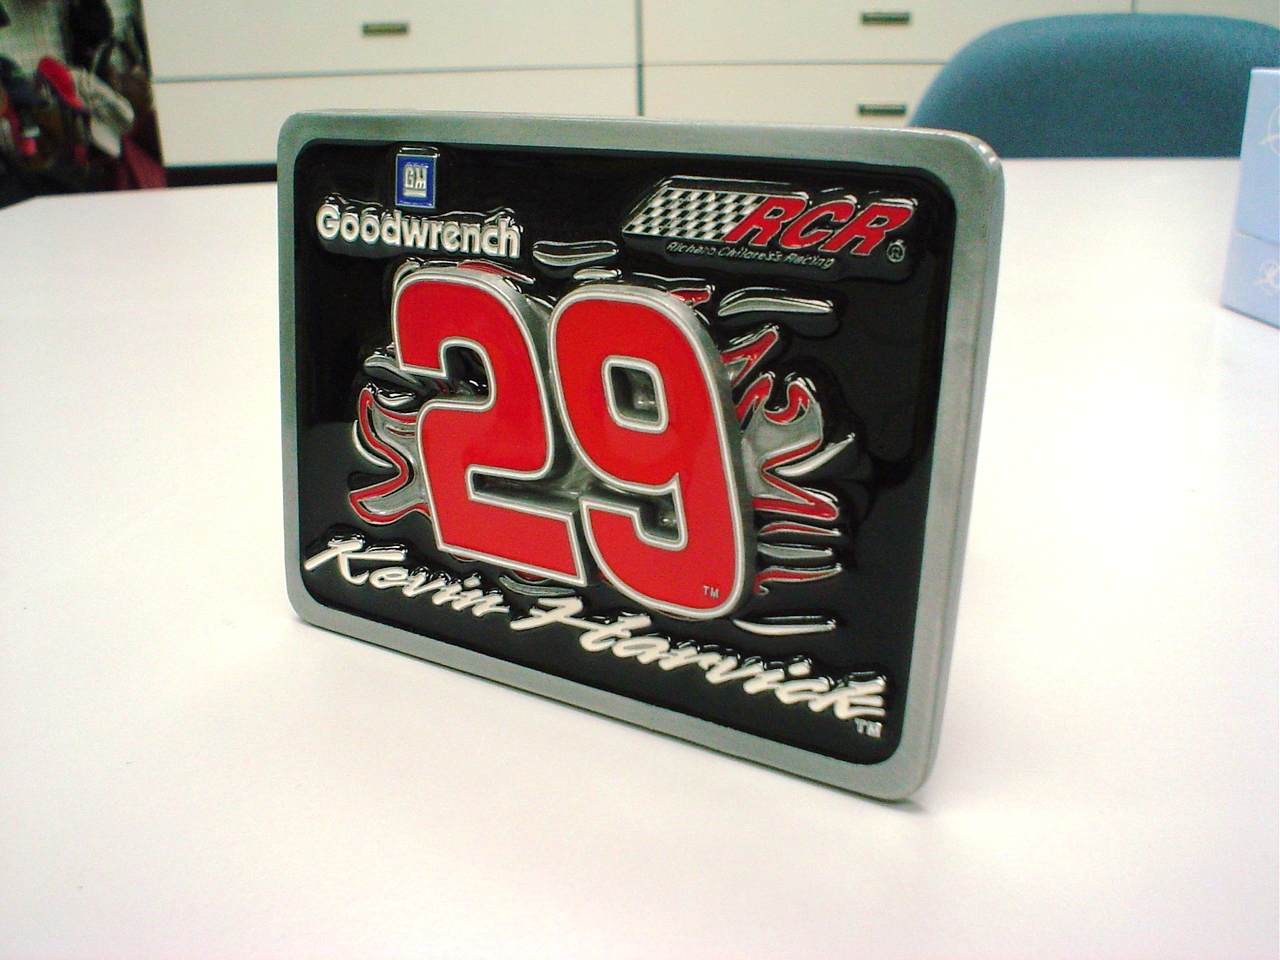 GM
Goodwrench
RCR ®
Richard Childress Racing
29
TM
Kevin Harvick
TM